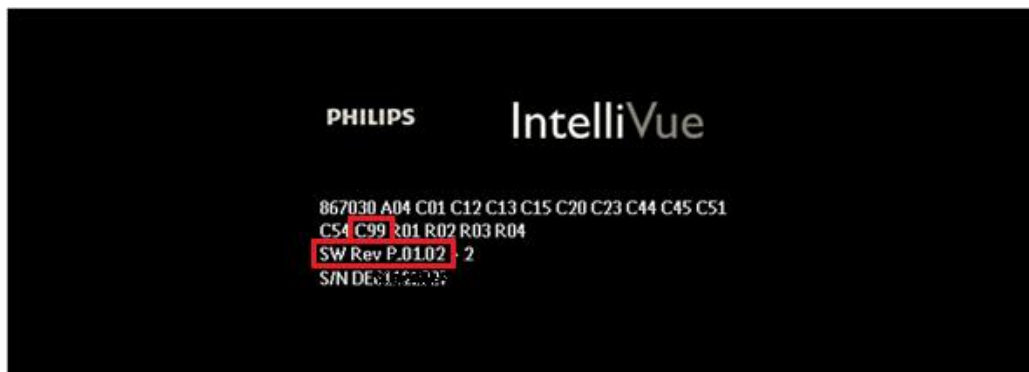 PHILIPS IntelliVue
867030 A04 C01 C12 C13 C15 C20 C23 C44 C45 C51
C54 C99 R01 R02 R03 R04
SW Rev P.01.02 - 2
S/N